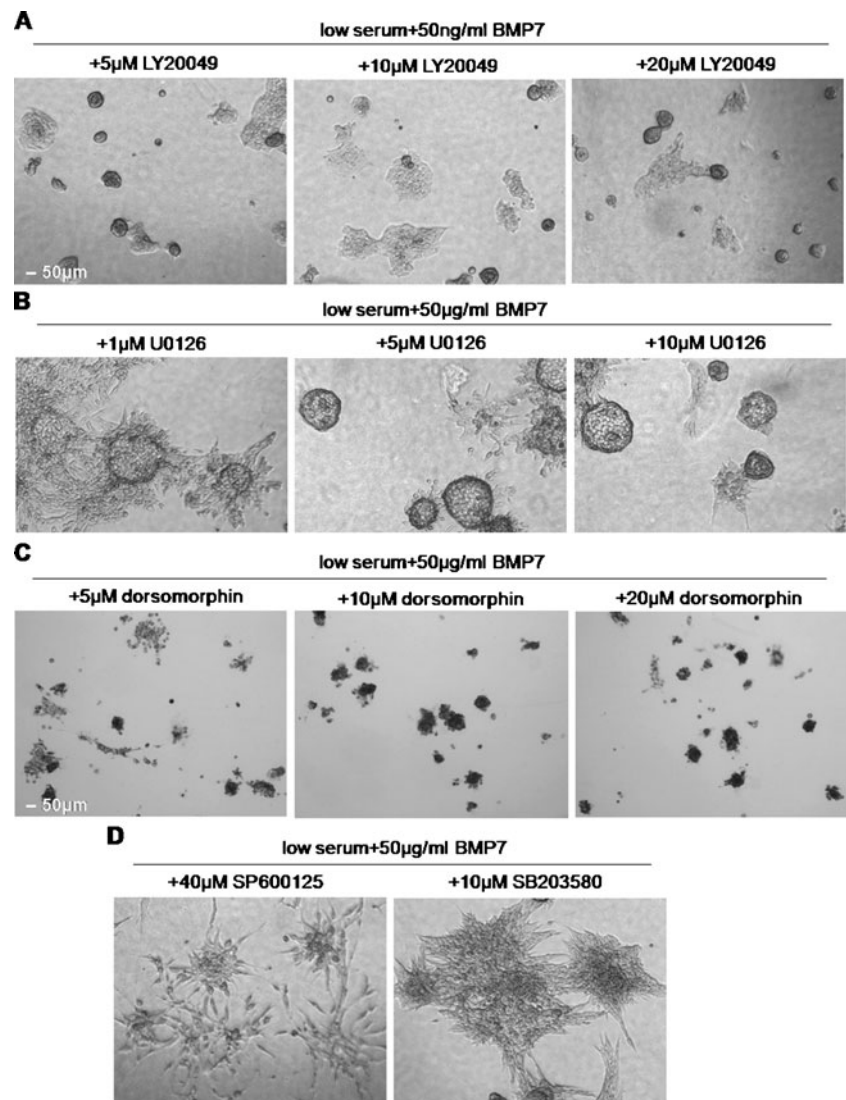 A
low serum+50ng/ml BMP7
+5µM LY20049
+10µM LY20049
+20µM LY20049
50µm
B
low serum+50µg/ml BMP7
+1µM U0126
+5µM U0126
+10µM U0126
C
low serum+50µg/ml BMP7
+5µM dorsomorphin
+10µM dorsomorphin
+20µM dorsomorphin
50µm
D
low serum+50µg/ml BMP7
+40µM SP600125
+10µM SB203580